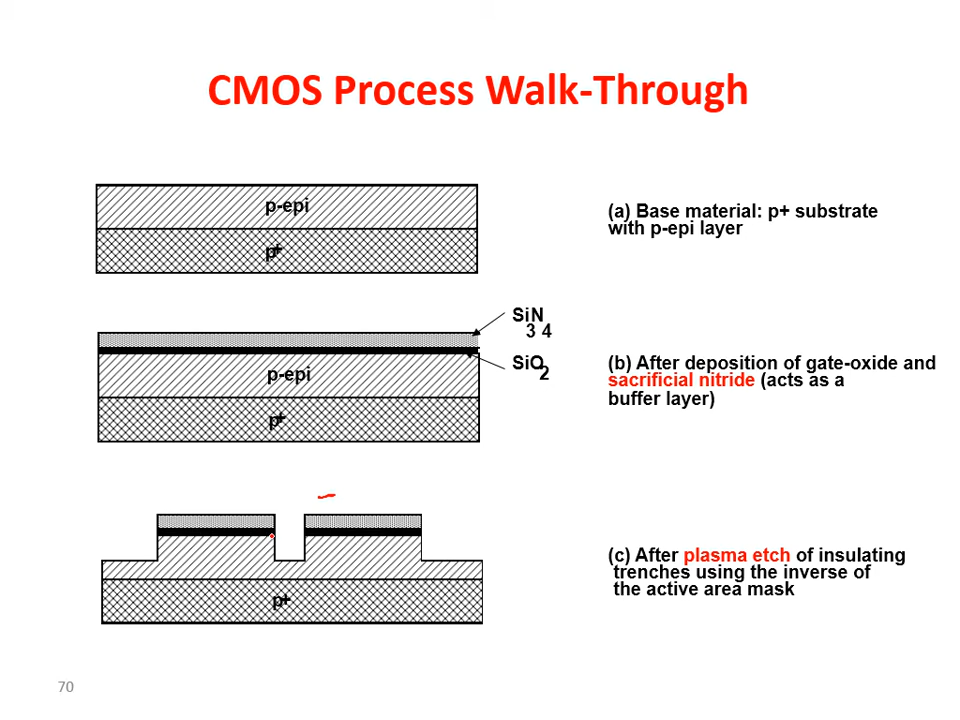 CMOS Process Walk-Through
p-epi
p+
(a) Base material: p+ substrate
with p-epi layer
SiN
3 4
SiO
2
p-epi
p+
(b) After deposition of gate-oxide and
sacrificial nitride (acts as a
buffer layer)
p+
(c) After plasma etch of insulating
trenches using the inverse of
the active area mask
70